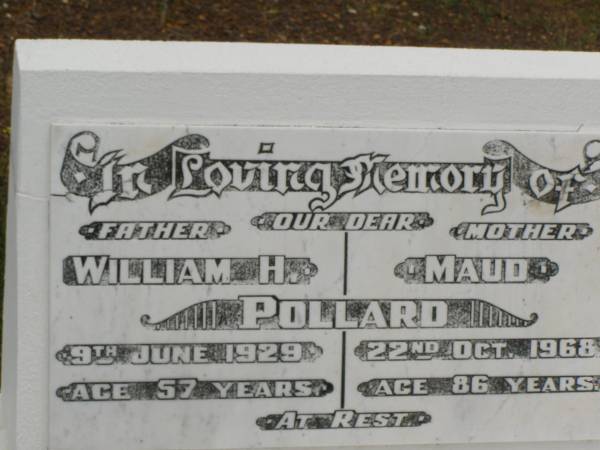 In Loving Memory Of
OUR DEAR
FATHER MOTHER
WILLIAM H. MAUD
POLLARD
9TH JUNE 1929 22ND OCT. 1968
AGE 57 YEARS. AGE 86 YEARS.
AT REST